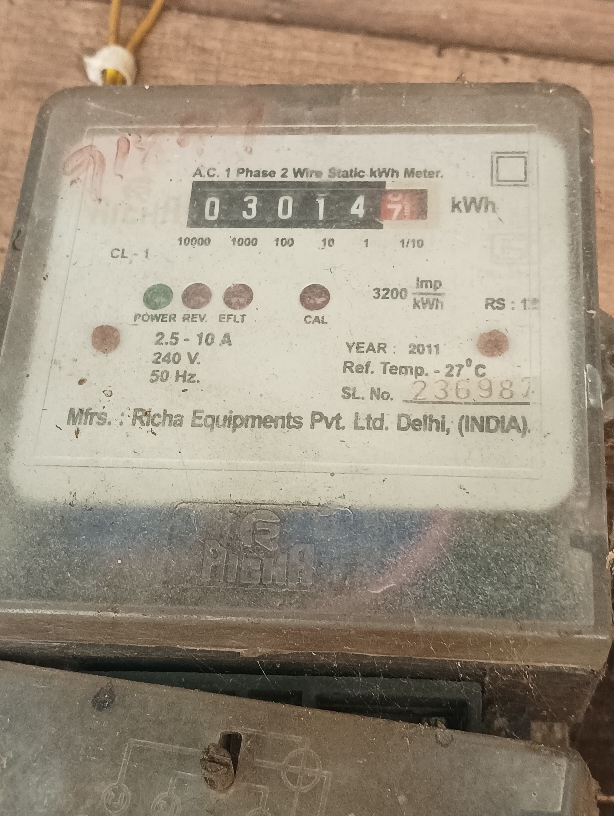 A.C. 1 Phase 2 Wire Static kWh Meter.
0 3 0 1 4 kWh
10000 1000 100 10 1 1/10
CL - 1
3200 Imp/kWh
RS :
POWER REV. EFLT CAL
2.5 - 10 A
240 V.
50 Hz.
YEAR : 2011
Ref. Temp. - 27°C
SL. No. 236987
Mfrs. : Richa Equipments Pvt. Ltd. Delhi, (INDIA).
RICHA